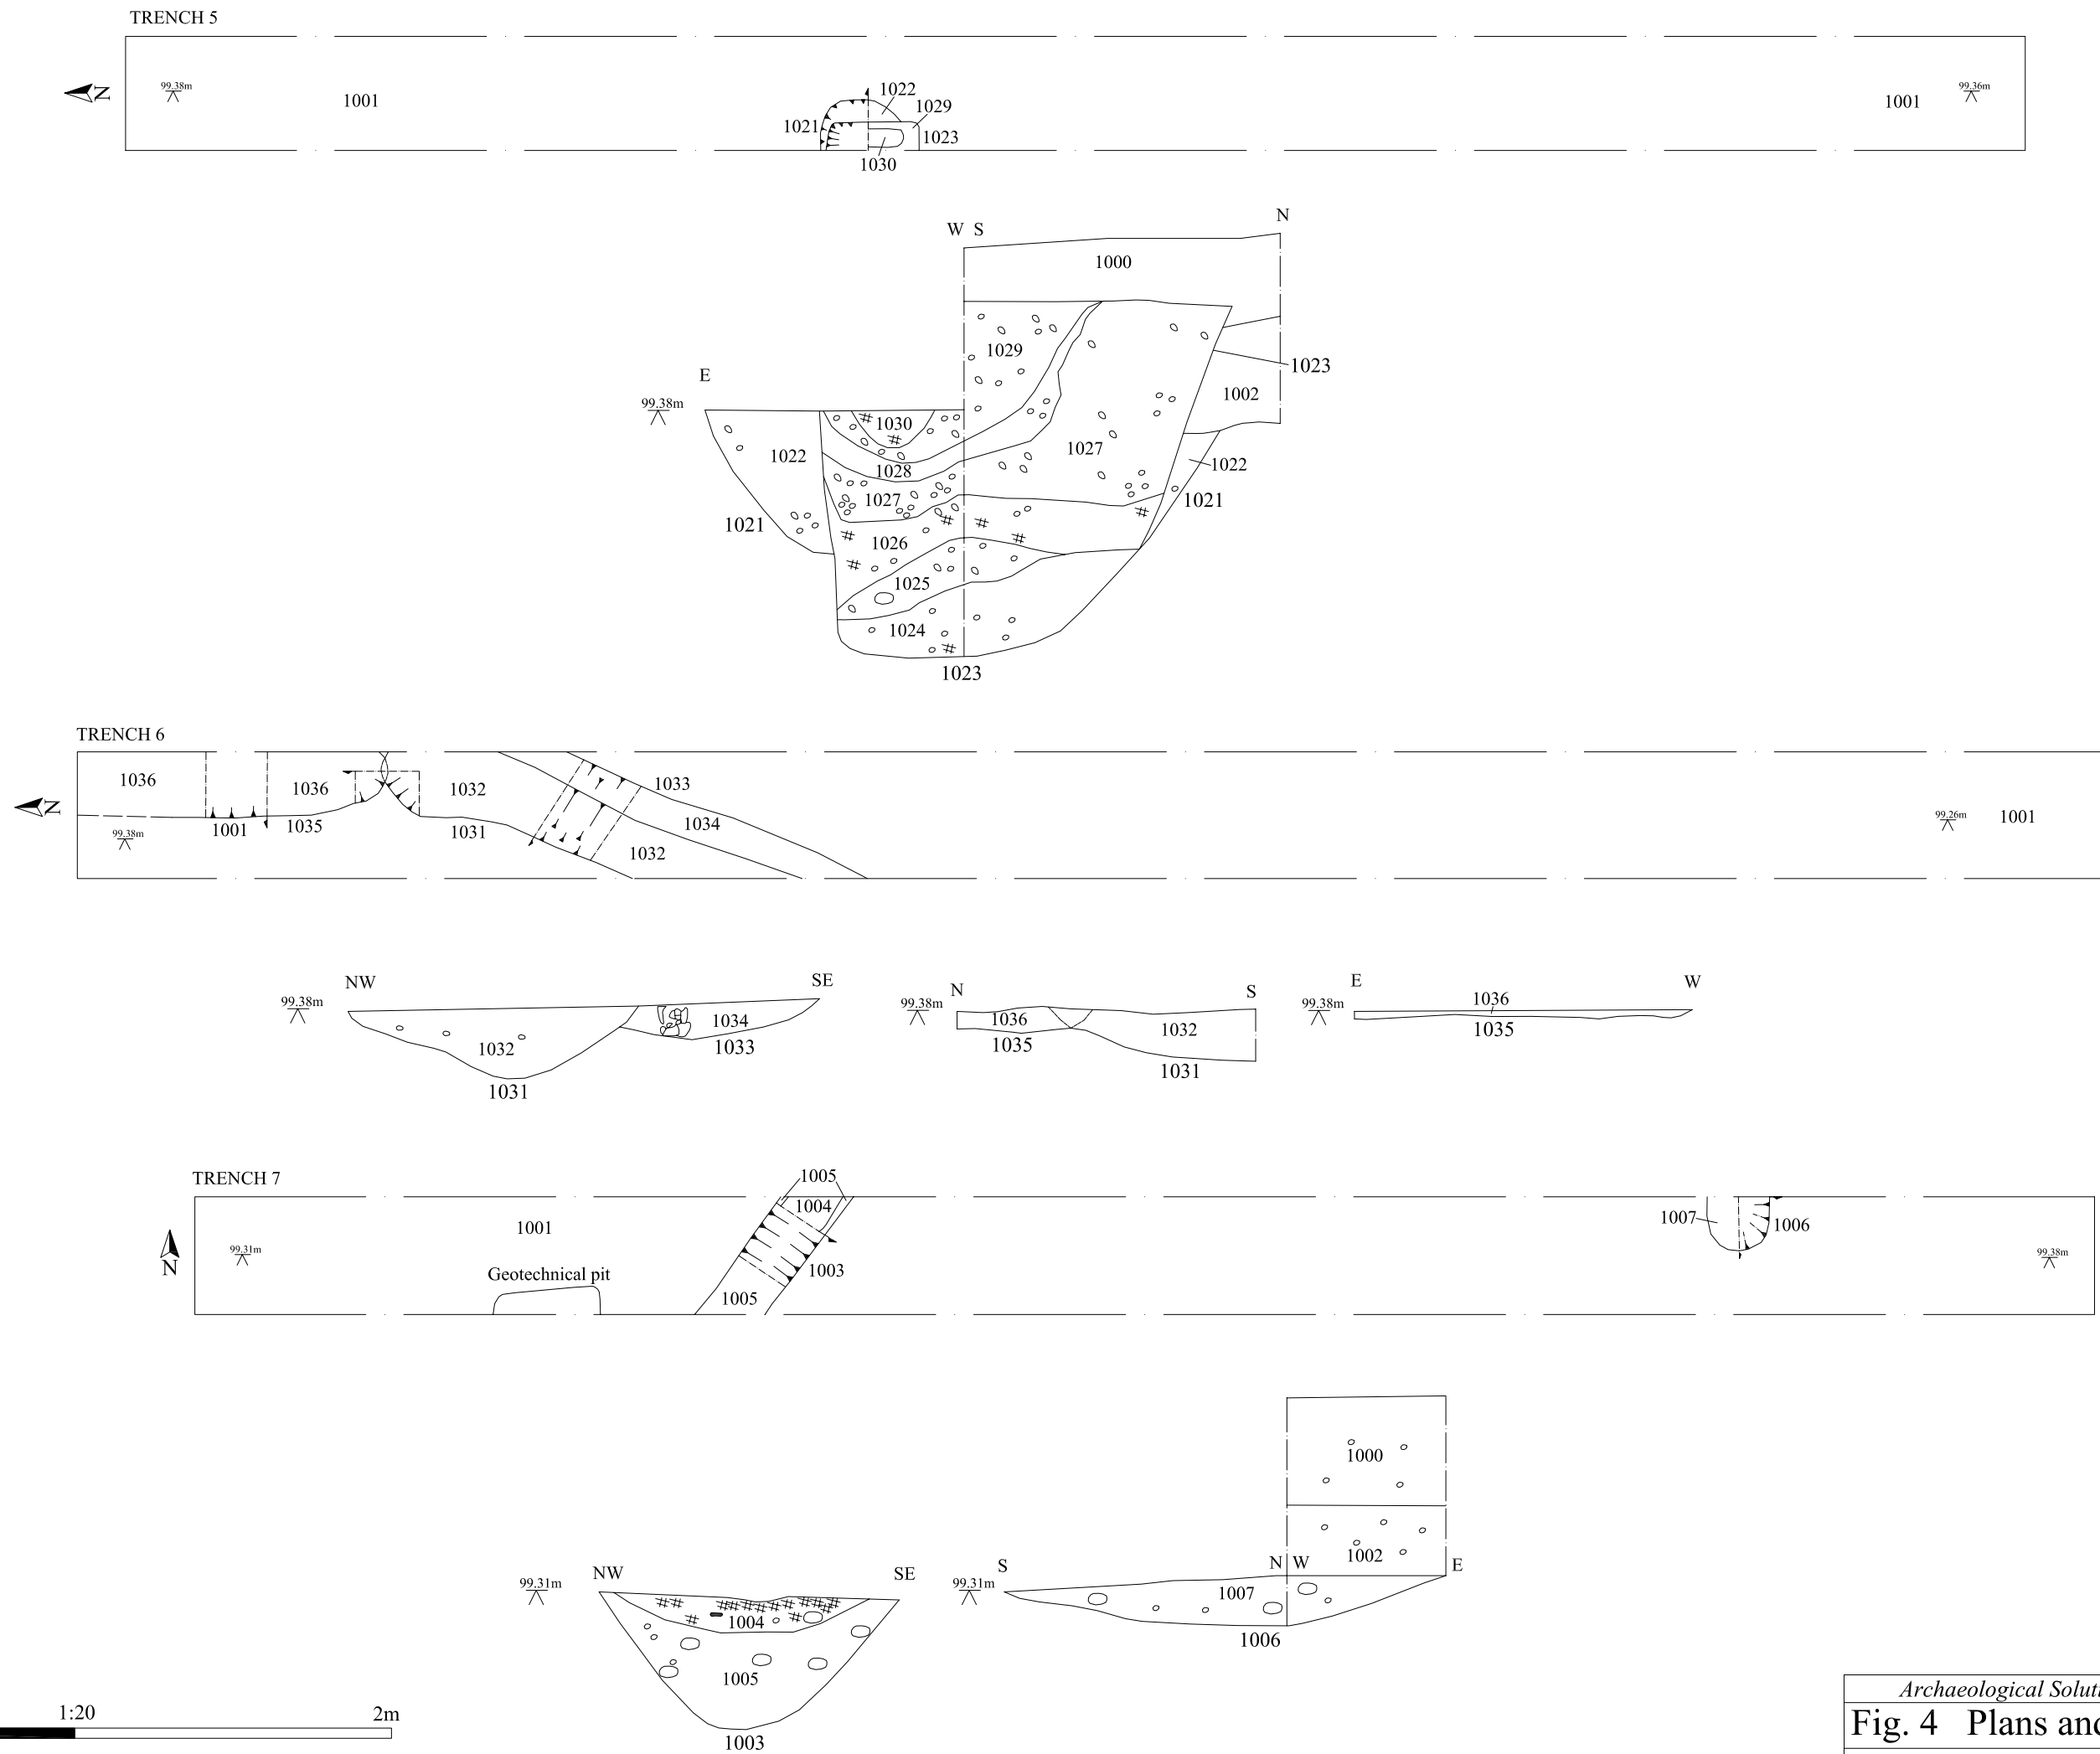 TRENCH 5
99.38m
1001
1022
1029
1021
1023
1030
1001
99.36m
N
W S
N
1000
1029
1023
1002
E
99.38m
1030
1022
1028
1027
1027
1022
1021
1021
1026
1025
1024
1023
TRENCH 6
N
1036
1036
1032
1033
1034
99.38m
1001
1035
1031
1032
99.26m
1001
NW
SE
99.38m
1032
1034
1033
1031
N
S
99.38m
1036
1032
1035
1031
E
W
99.38m
1036
1035
TRENCH 7
N
99.31m
1001
Geotechnical pit
1005
1004
1003
1005
1007
1006
99.38m
1000
1002
NW
SE
99.31m
1004
1005
1003
S
N W
E
99.31m
1007
1006
1:20
2m
Archaeological Soluti
Fig. 4 Plans and